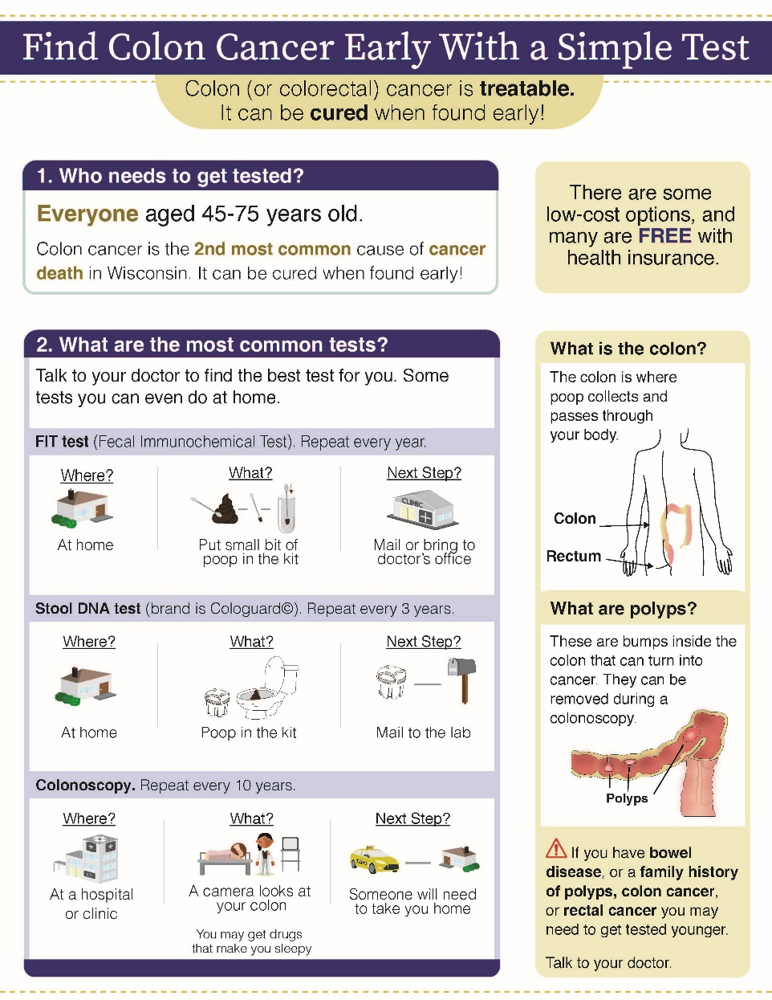 Find Colon Cancer Early With a Simple Test
Colon (or colorectal) cancer is treatable.
It can be cured when found early!
1. Who needs to get tested?
Everyone aged 45-75 years old.
Colon cancer is the 2nd most common cause of cancer
death in Wisconsin. It can be cured when found early!
There are some
low-cost options, and
many are FREE with
health insurance.
2. What are the most common tests?
Talk to your doctor to find the best test for you. Some
tests you can even do at home.
FIT test (Fecal Immunochemical Test). Repeat every year.
Where?
At home
What?
Put small bit of
poop in the kit
Next Step?
CLINIC
Mail or bring to
doctor's office
Stool DNA test (brand is Cologuard©). Repeat every 3 years.
Where?
At home
What?
Poop in the kit
Next Step?
Mail to the lab
Colonoscopy. Repeat every 10 years.
Where?
At a hospital
or clinic
What?
A camera looks at
your colon
You may get drugs
that make you sleepy
Next Step?
TAXI
Someone will need
to take you home
What is the colon?
The colon is where
poop collects and
passes through
your body.
Colon
Rectum
What are polyps?
These are bumps inside the
colon that can turn into
cancer. They can be
removed during a
colonoscopy.
Polyps
If you have bowel
disease, or a family history
of polyps, colon cancer,
or rectal cancer you may
need to get tested younger.
Talk to your doctor.